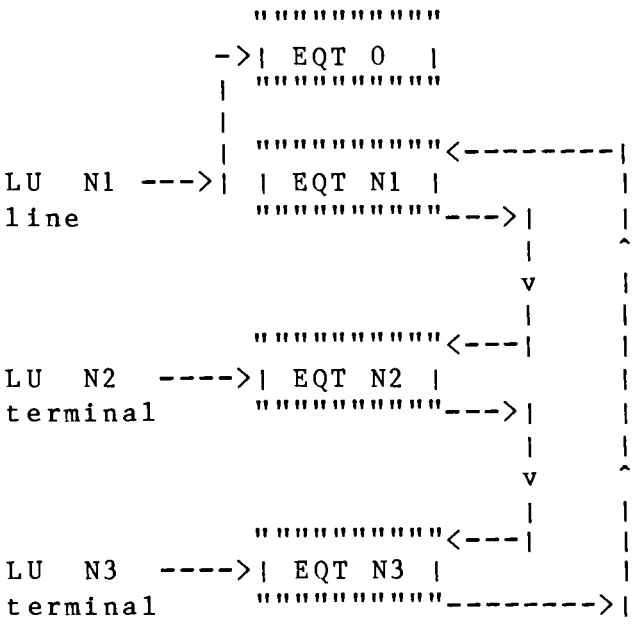 EQT 0
LU N1 EQT N1
line
LU N2 EQT N2
terminal
LU N3 EQT N3
terminal